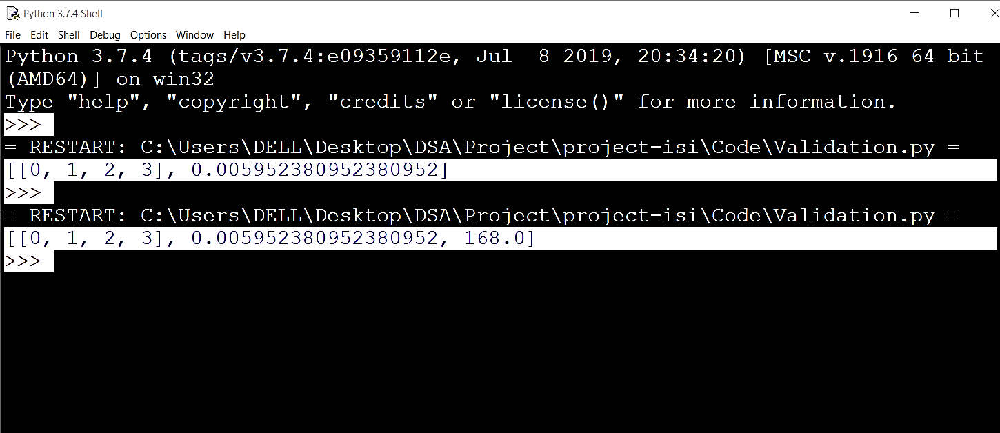 Python 3.7.4 Shell
File Edit Shell Debug Options Window Help
Python 3.7.4 (tags/v3.7.4:e09359112e, Jul  8 2019, 20:34:20) [MSC v.1916 64 bit
(AMD64)] on win32
Type "help", "copyright", "credits" or "license()" for more information.
>>>
= RESTART: C:\Users\DELL\Desktop\DSA\Project\project-isi\Code\Validation.py =
[[0, 1, 2, 3], 0.005952380952380952]
>>>
= RESTART: C:\Users\DELL\Desktop\DSA\Project\project-isi\Code\Validation.py =
[[0, 1, 2, 3], 0.005952380952380952, 168.0]
>>>